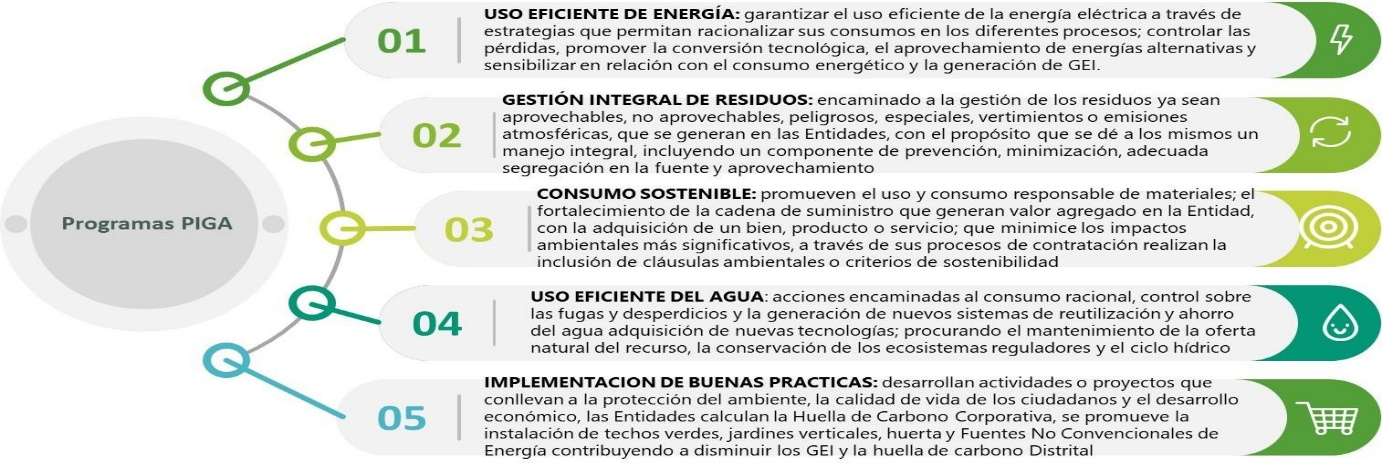 Programas PIGA
01
USO EFICIENTE DE ENERGÍA: garantizar el uso eficiente de la energía eléctrica a través de
estrategias que permitan racionalizar sus consumos en los diferentes procesos; controlar las
pérdidas, promover la conversión tecnológica, el aprovechamiento de energías alternativas y
sensibilizar en relación con el consumo energético y la generación de GEI.
02
GESTIÓN INTEGRAL DE RESIDUOS: encaminado a la gestión de los residuos ya sean
aprovechables, no aprovechables, peligrosos, especiales, vertimientos o emisiones
atmosféricas, que se generan en las Entidades, con el propósito que se dé a los mismos un
manejo integral, incluyendo un componente de prevención, minimización, adecuada
segregación en la fuente y aprovechamiento
03
CONSUMO SOSTENIBLE: promueven el uso y consumo responsable de materiales; el
fortalecimiento de la cadena de suministro que generan valor agregado en la Entidad,
con la adquisición de un bien, producto o servicio; que minimice los impactos
ambientales más significativos, a través de sus procesos de contratación realizan la
inclusión de cláusulas ambientales o criterios de sostenibilidad
04
USO EFICIENTE DEL AGUA: acciones encaminadas al consumo racional, control sobre
las fugas y desperdicios y la generación de nuevos sistemas de reutilización y ahorro
del agua adquisición de nuevas tecnologías; procurando el mantenimiento de la oferta
natural del recurso, la conservación de los ecosistemas reguladores y el ciclo hídrico
05
IMPLEMENTACION DE BUENAS PRACTICAS: desarrollan actividades o proyectos que
conllevan a la protección del ambiente, la calidad de vida de los ciudadanos y el desarrollo
económico, las Entidades calculan la Huella de Carbono Corporativa, se promueve la
instalación de techos verdes, jardines verticales, huerta y Fuentes No Convencionales de
Energía contribuyendo a disminuir los GEI y la huella de carbono Distrital